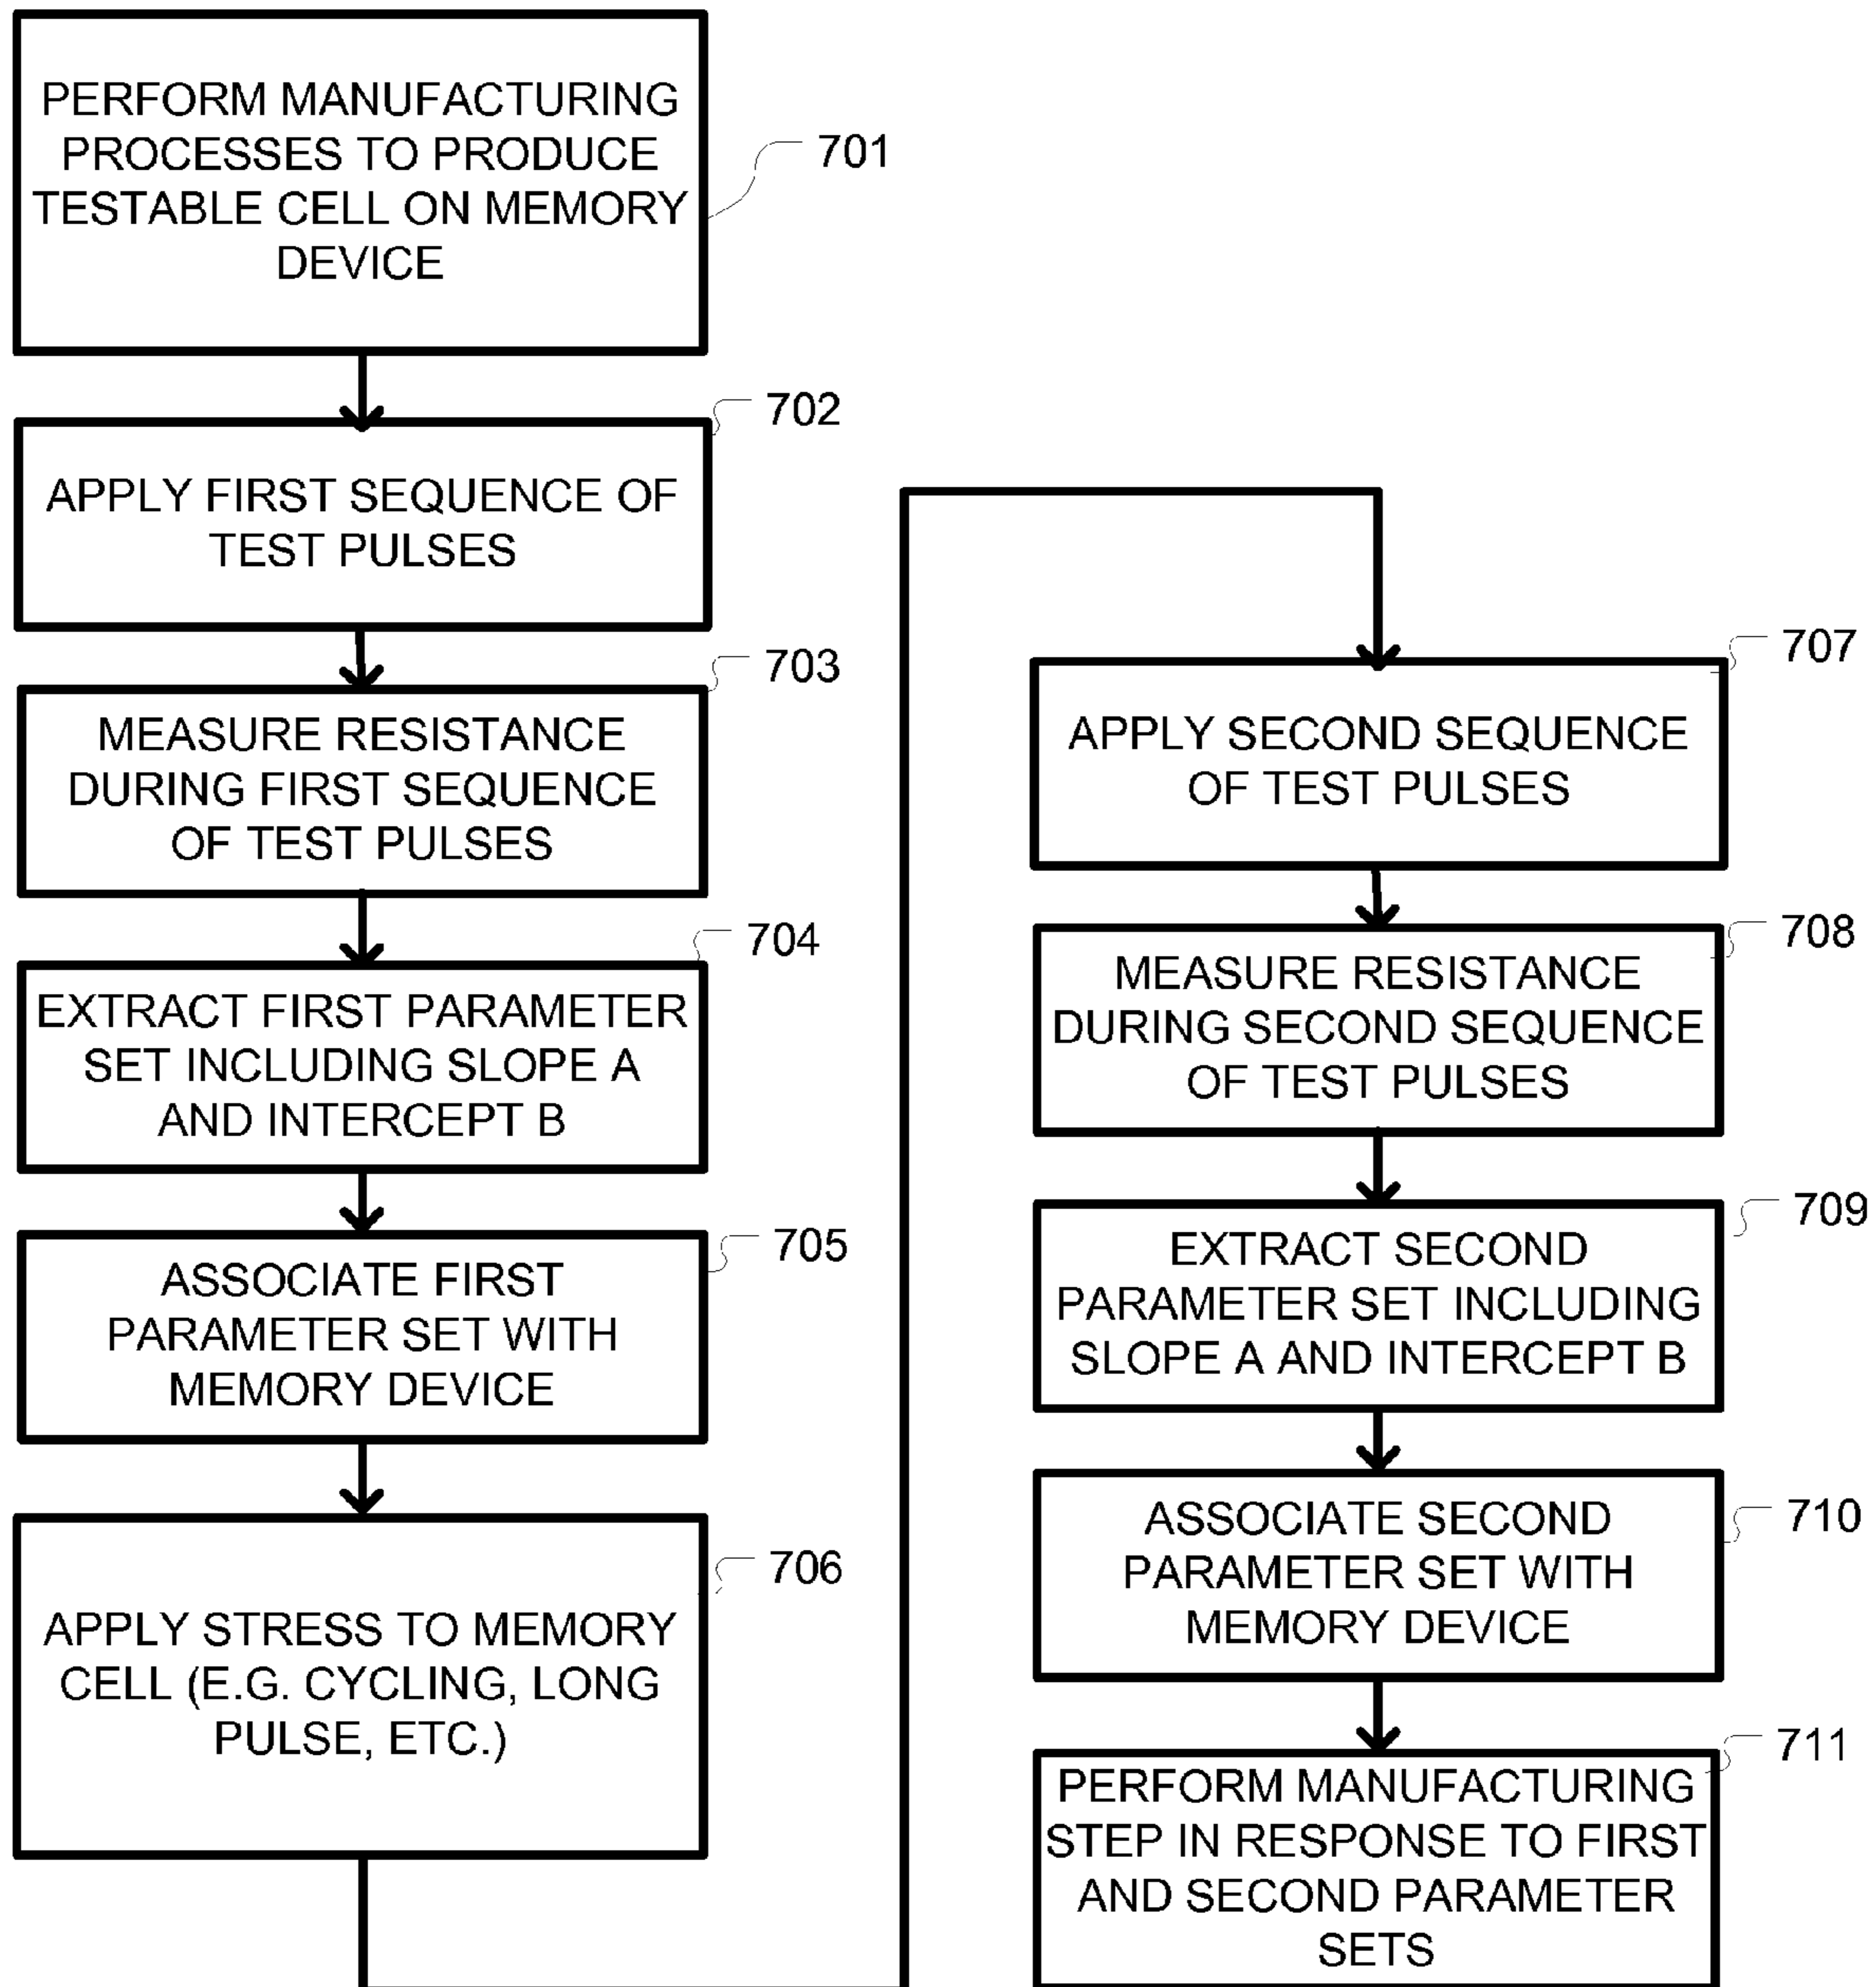 PERFORM MANUFACTURING
PROCESSES TO PRODUCE
TESTABLE CELL ON MEMORY
DEVICE
701
702
APPLY FIRST SEQUENCE OF
TEST PULSES
703
MEASURE RESISTANCE
DURING FIRST SEQUENCE
OF TEST PULSES
704
EXTRACT FIRST PARAMETER
SET INCLUDING SLOPE A
AND INTERCEPT B
705
ASSOCIATE FIRST
PARAMETER SET WITH
MEMORY DEVICE
706
APPLY STRESS TO MEMORY
CELL (E.G. CYCLING, LONG
PULSE, ETC.)
707
APPLY SECOND SEQUENCE
OF TEST PULSES
708
MEASURE RESISTANCE
DURING SECOND SEQUENCE
OF TEST PULSES
709
EXTRACT SECOND
PARAMETER SET INCLUDING
SLOPE A AND INTERCEPT B
710
ASSOCIATE SECOND
PARAMETER SET WITH
MEMORY DEVICE
711
PERFORM MANUFACTURING
STEP IN RESPONSE TO FIRST
AND SECOND PARAMETER
SETS